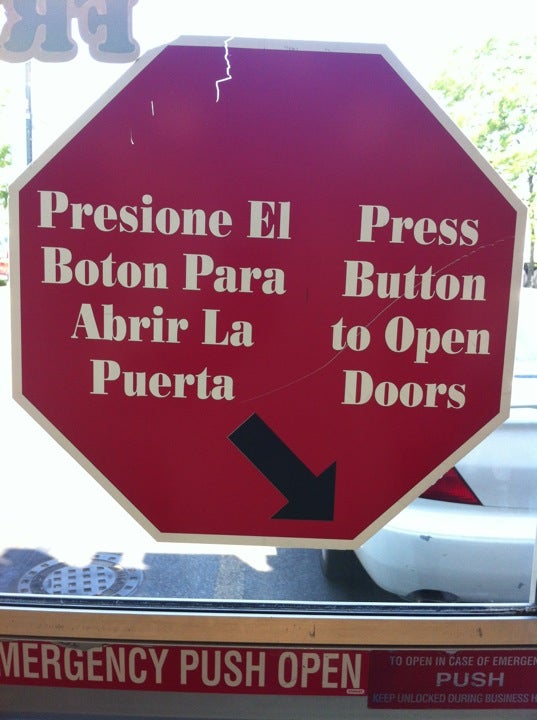 Presione El
Boton Para
Abrir La
Puerta
Press
Button
to Open
Doors
MERGENCY PUSH OPEN
TO OPEN IN CASE OF EMERGEN
PUSH
KEEP UNLOCKED DURING BUSINESS H